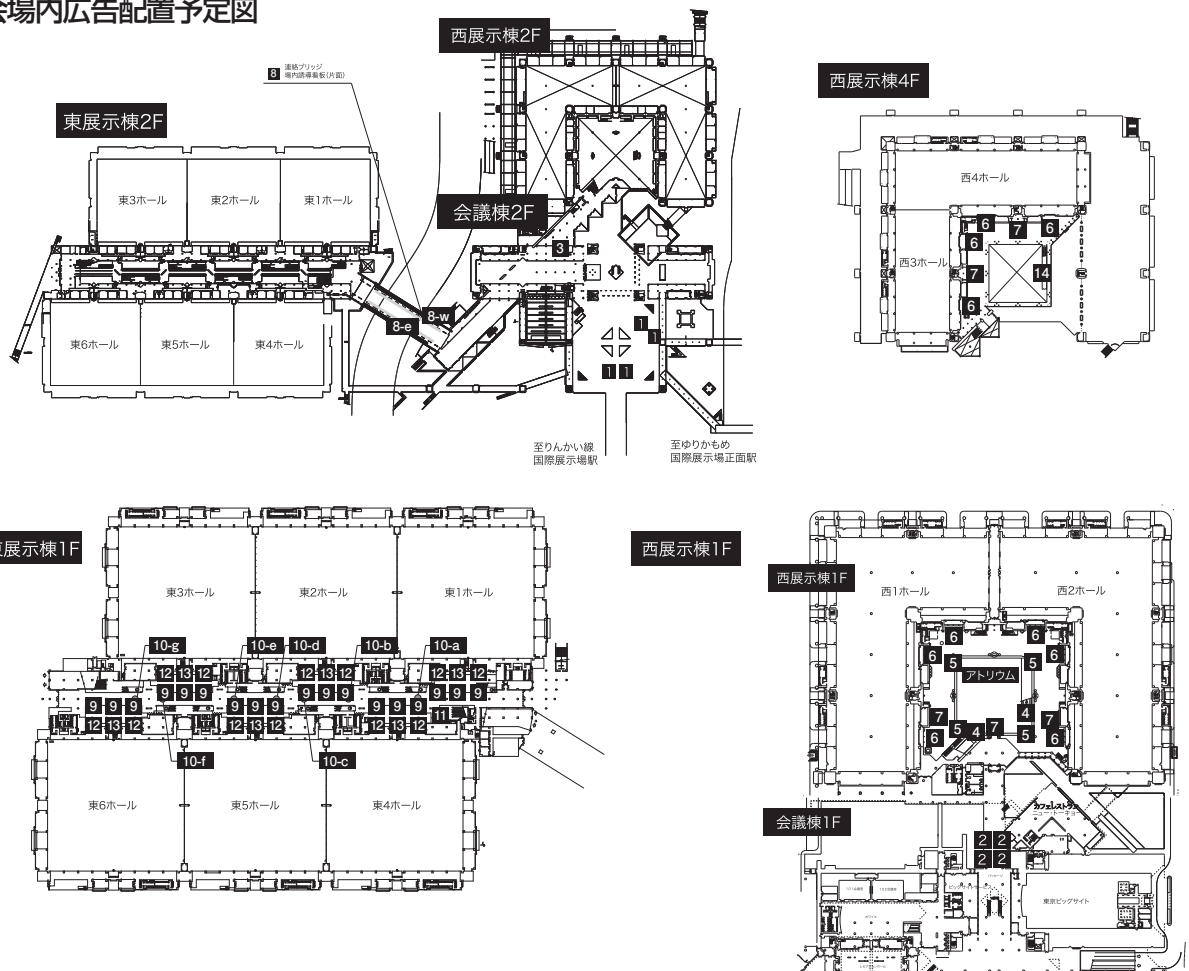 会場内広告配置予定図
西展示棟2F
8 連絡ブリッジ
場内誘導看板(片面)
西展示棟4F
東展示棟2F
東3ホール
東2ホール
東1ホール
会議棟2F
3
西4ホール
6
7
6
6
西3ホール
7
14
6
8-e
8-w
東6ホール
東5ホール
東4ホール
1
1
1 1
至りんかい線
国際展示場駅
至ゆりかもめ
国際展示場正面駅
東展示棟1F
東3ホール
東2ホール
東1ホール
10-g
10-e
10-d
10-b
10-a
12 13 12
12 13 12
12 13 12
9 9 9
9 9 9
9 9 9
9 9 9
9 9 9
9 9 9
11
12 13 12
12 13 12
12 13 12
10-f
10-c
東6ホール
東5ホール
東4ホール
西展示棟1F
西展示棟1F
西1ホール
西2ホール
6
6
6
5
5
6
アトリウム
7
5
4
7
4
5
7
6
6
カフェレストラン
ニュー・トーキョー
会議棟1F
2 2
2 2
東京ビッグサイト